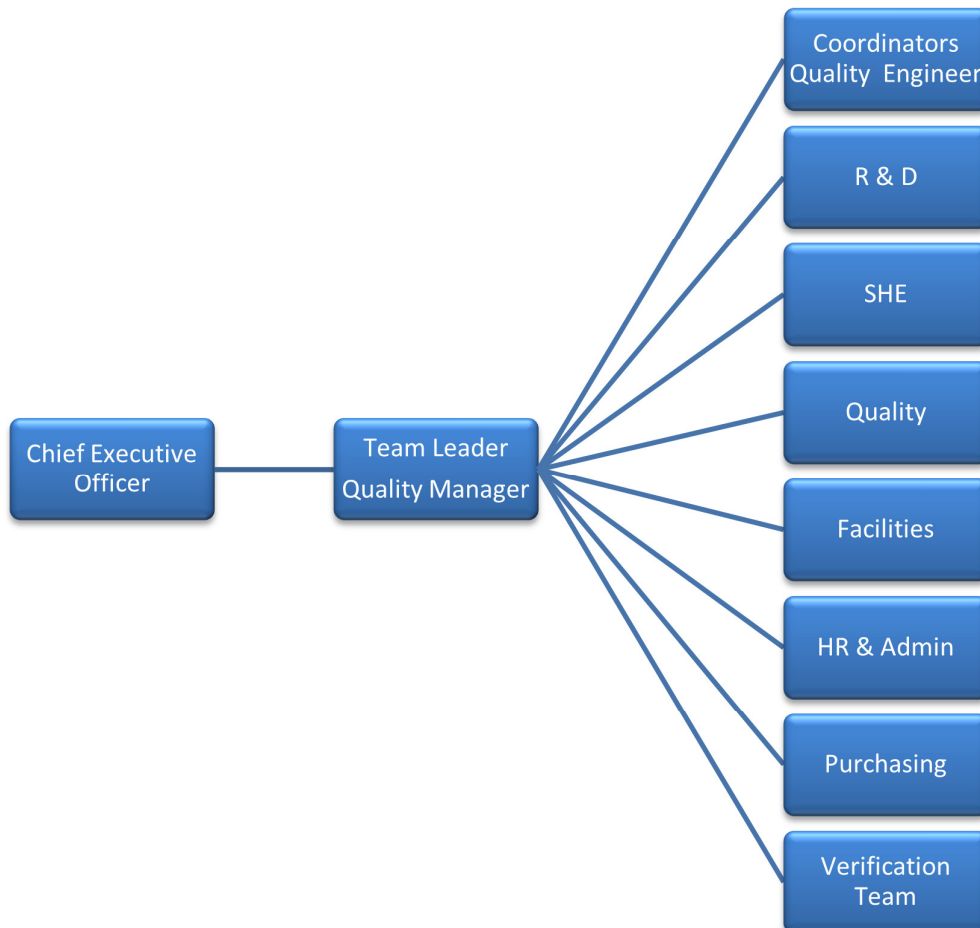 Chief Executive
Officer
Team Leader
Quality Manager
Coordinators
Quality Engineer
R & D
SHE
Quality
Facilities
HR & Admin
Purchasing
Verification
Team